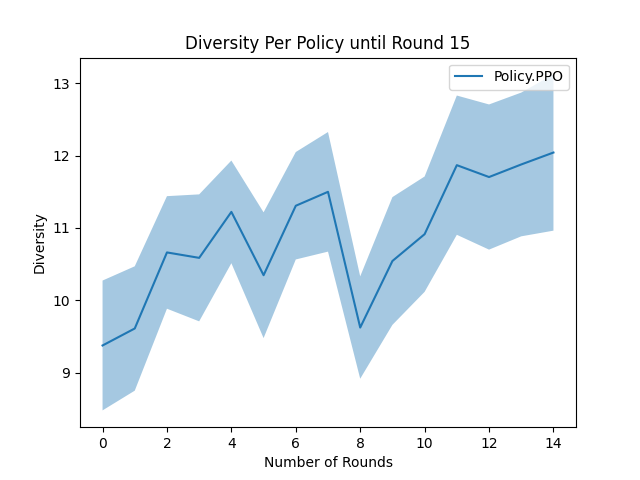 Diversity Per Policy until Round 15
Policy.PPO
13
12
11
10
9
Diversity
0 2 4 6 8 10 12 14
Number of Rounds